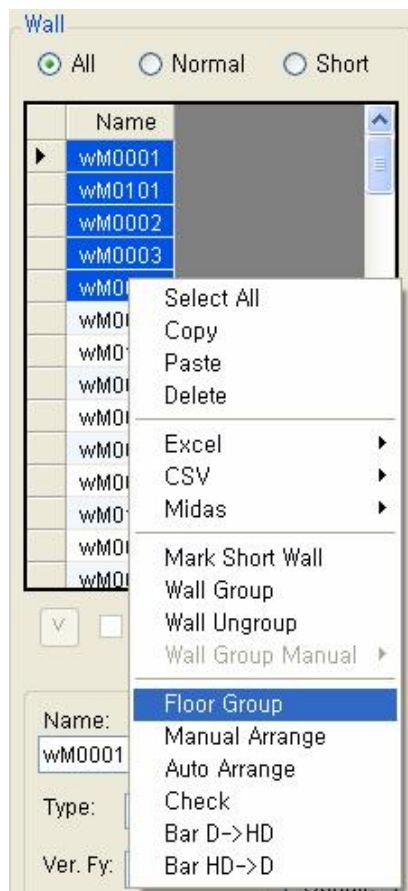 Wall
All Normal Short
Name
wM0001
wM0101
wM0002
wM0003
Select All
Copy
Paste
Delete
Excel
CSV
Midas
Mark Short Wall
Wall Group
Wall Ungroup
Wall Group Manual
Floor Group
Manual Arrange
Auto Arrange
Check
Bar D->HD
Bar HD->D
V
Name:
wM0001
Type:
Ver. Fy: